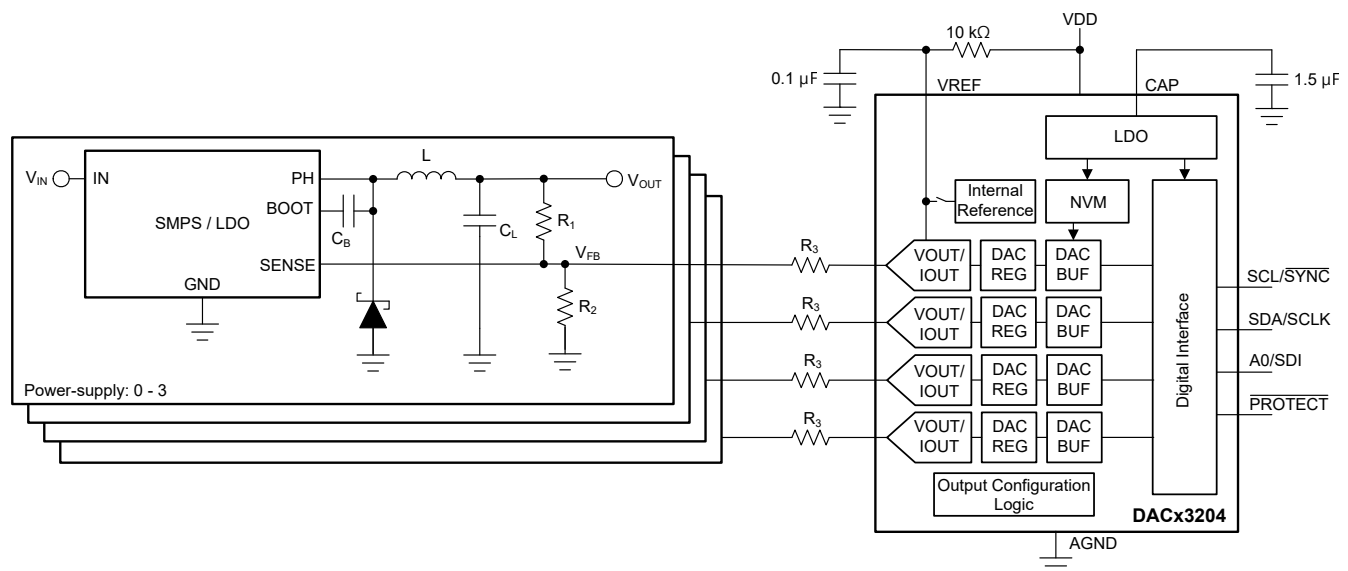 VDD
10 kΩ
0.1 µF
VREF
CAP
1.5 µF
LDO
Internal
Reference
NVM
VIN
IN
PH
BOOT
SENSE
GND
SMPS / LDO
CB
L
CL
R1
R2
VOUT
VFB
Power-supply: 0 - 3
R3
VOUT/
IOUT
DAC
REG
DAC
BUF
R3
VOUT/
IOUT
DAC
REG
DAC
BUF
R3
VOUT/
IOUT
DAC
REG
DAC
BUF
R3
VOUT/
IOUT
DAC
REG
DAC
BUF
Digital Interface
SCL/SYNC
SDA/SCLK
A0/SDI
PROTECT
Output Configuration
Logic
DACx3204
AGND